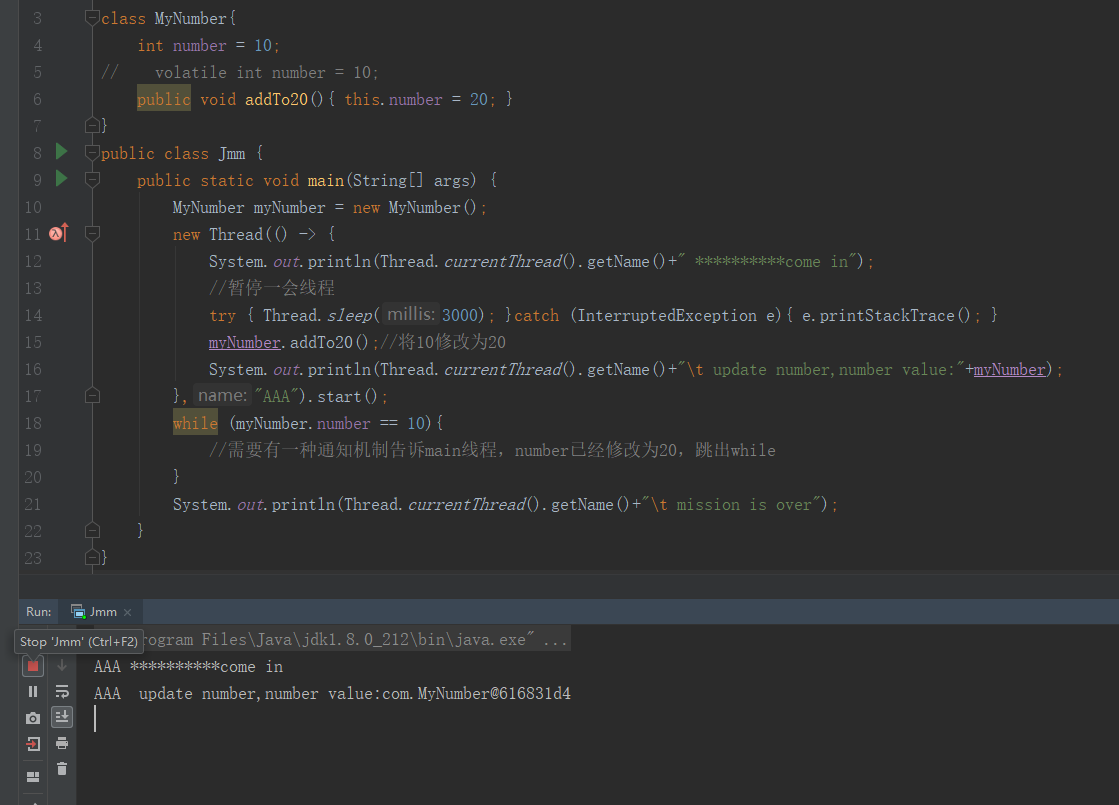 3 class MyNumber{
4 int number = 10;
5 // volatile int number = 10;
6 public void addTo20(){ this.number = 20; }
7 }
8 public class Jmm {
9 public static void main(String[] args) {
10 MyNumber myNumber = new MyNumber();
11 new Thread(() -> {
12 System.out.println(Thread.currentThread().getName()+" **********come in");
13 //暂停一会线程
14 try { Thread.sleep( millis: 3000); }catch (InterruptedException e){ e.printStackTrace(); }
15 myNumber.addTo20();//将10修改为20
16 System.out.println(Thread.currentThread().getName()+"\t update number,number value:"+myNumber);
17 }, name: "AAA").start();
18 while (myNumber.number == 10){
19 //需要有一种通知机制告诉main线程，number已经修改为20，跳出while
20 }
21 System.out.println(Thread.currentThread().getName()+"\t mission is over");
22 }
23 }
Run: Jmm ×
Stop 'Jmm' (Ctrl+F2)
rogram Files\Java\jdk1.8.0_212\bin\java.exe" ...
AAA **********come in
AAA update number,number value:com.MyNumber@616831d4